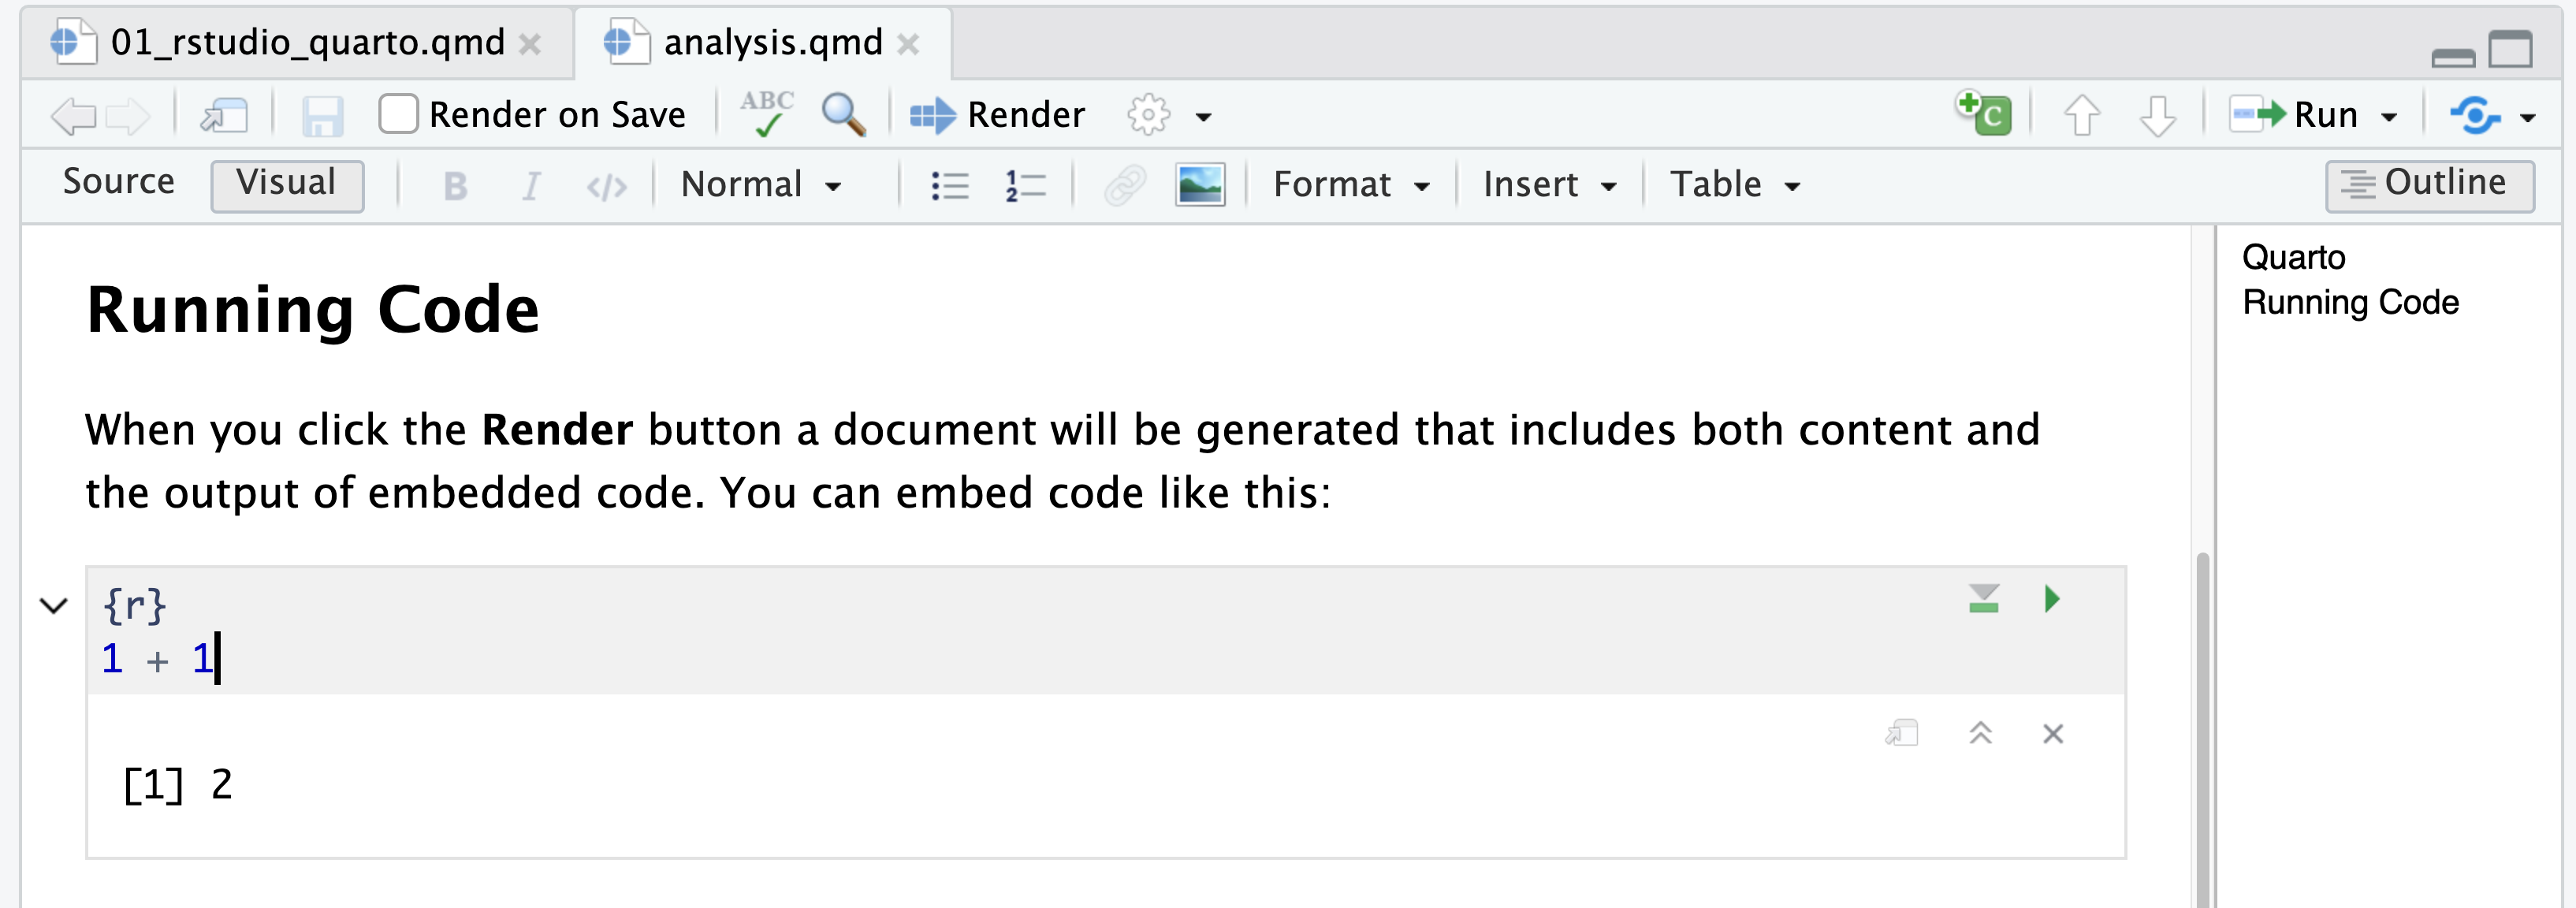 01_rstudio_quarto.qmd analysis.qmd
Render on Save ABC Render C Run
Source Visual B I </> Normal 1 2 Format Insert Table Outline
Quarto
Running Code
Running Code
When you click the Render button a document will be generated that includes both content and
the output of embedded code. You can embed code like this:
{r}
1 + 1
[1] 2